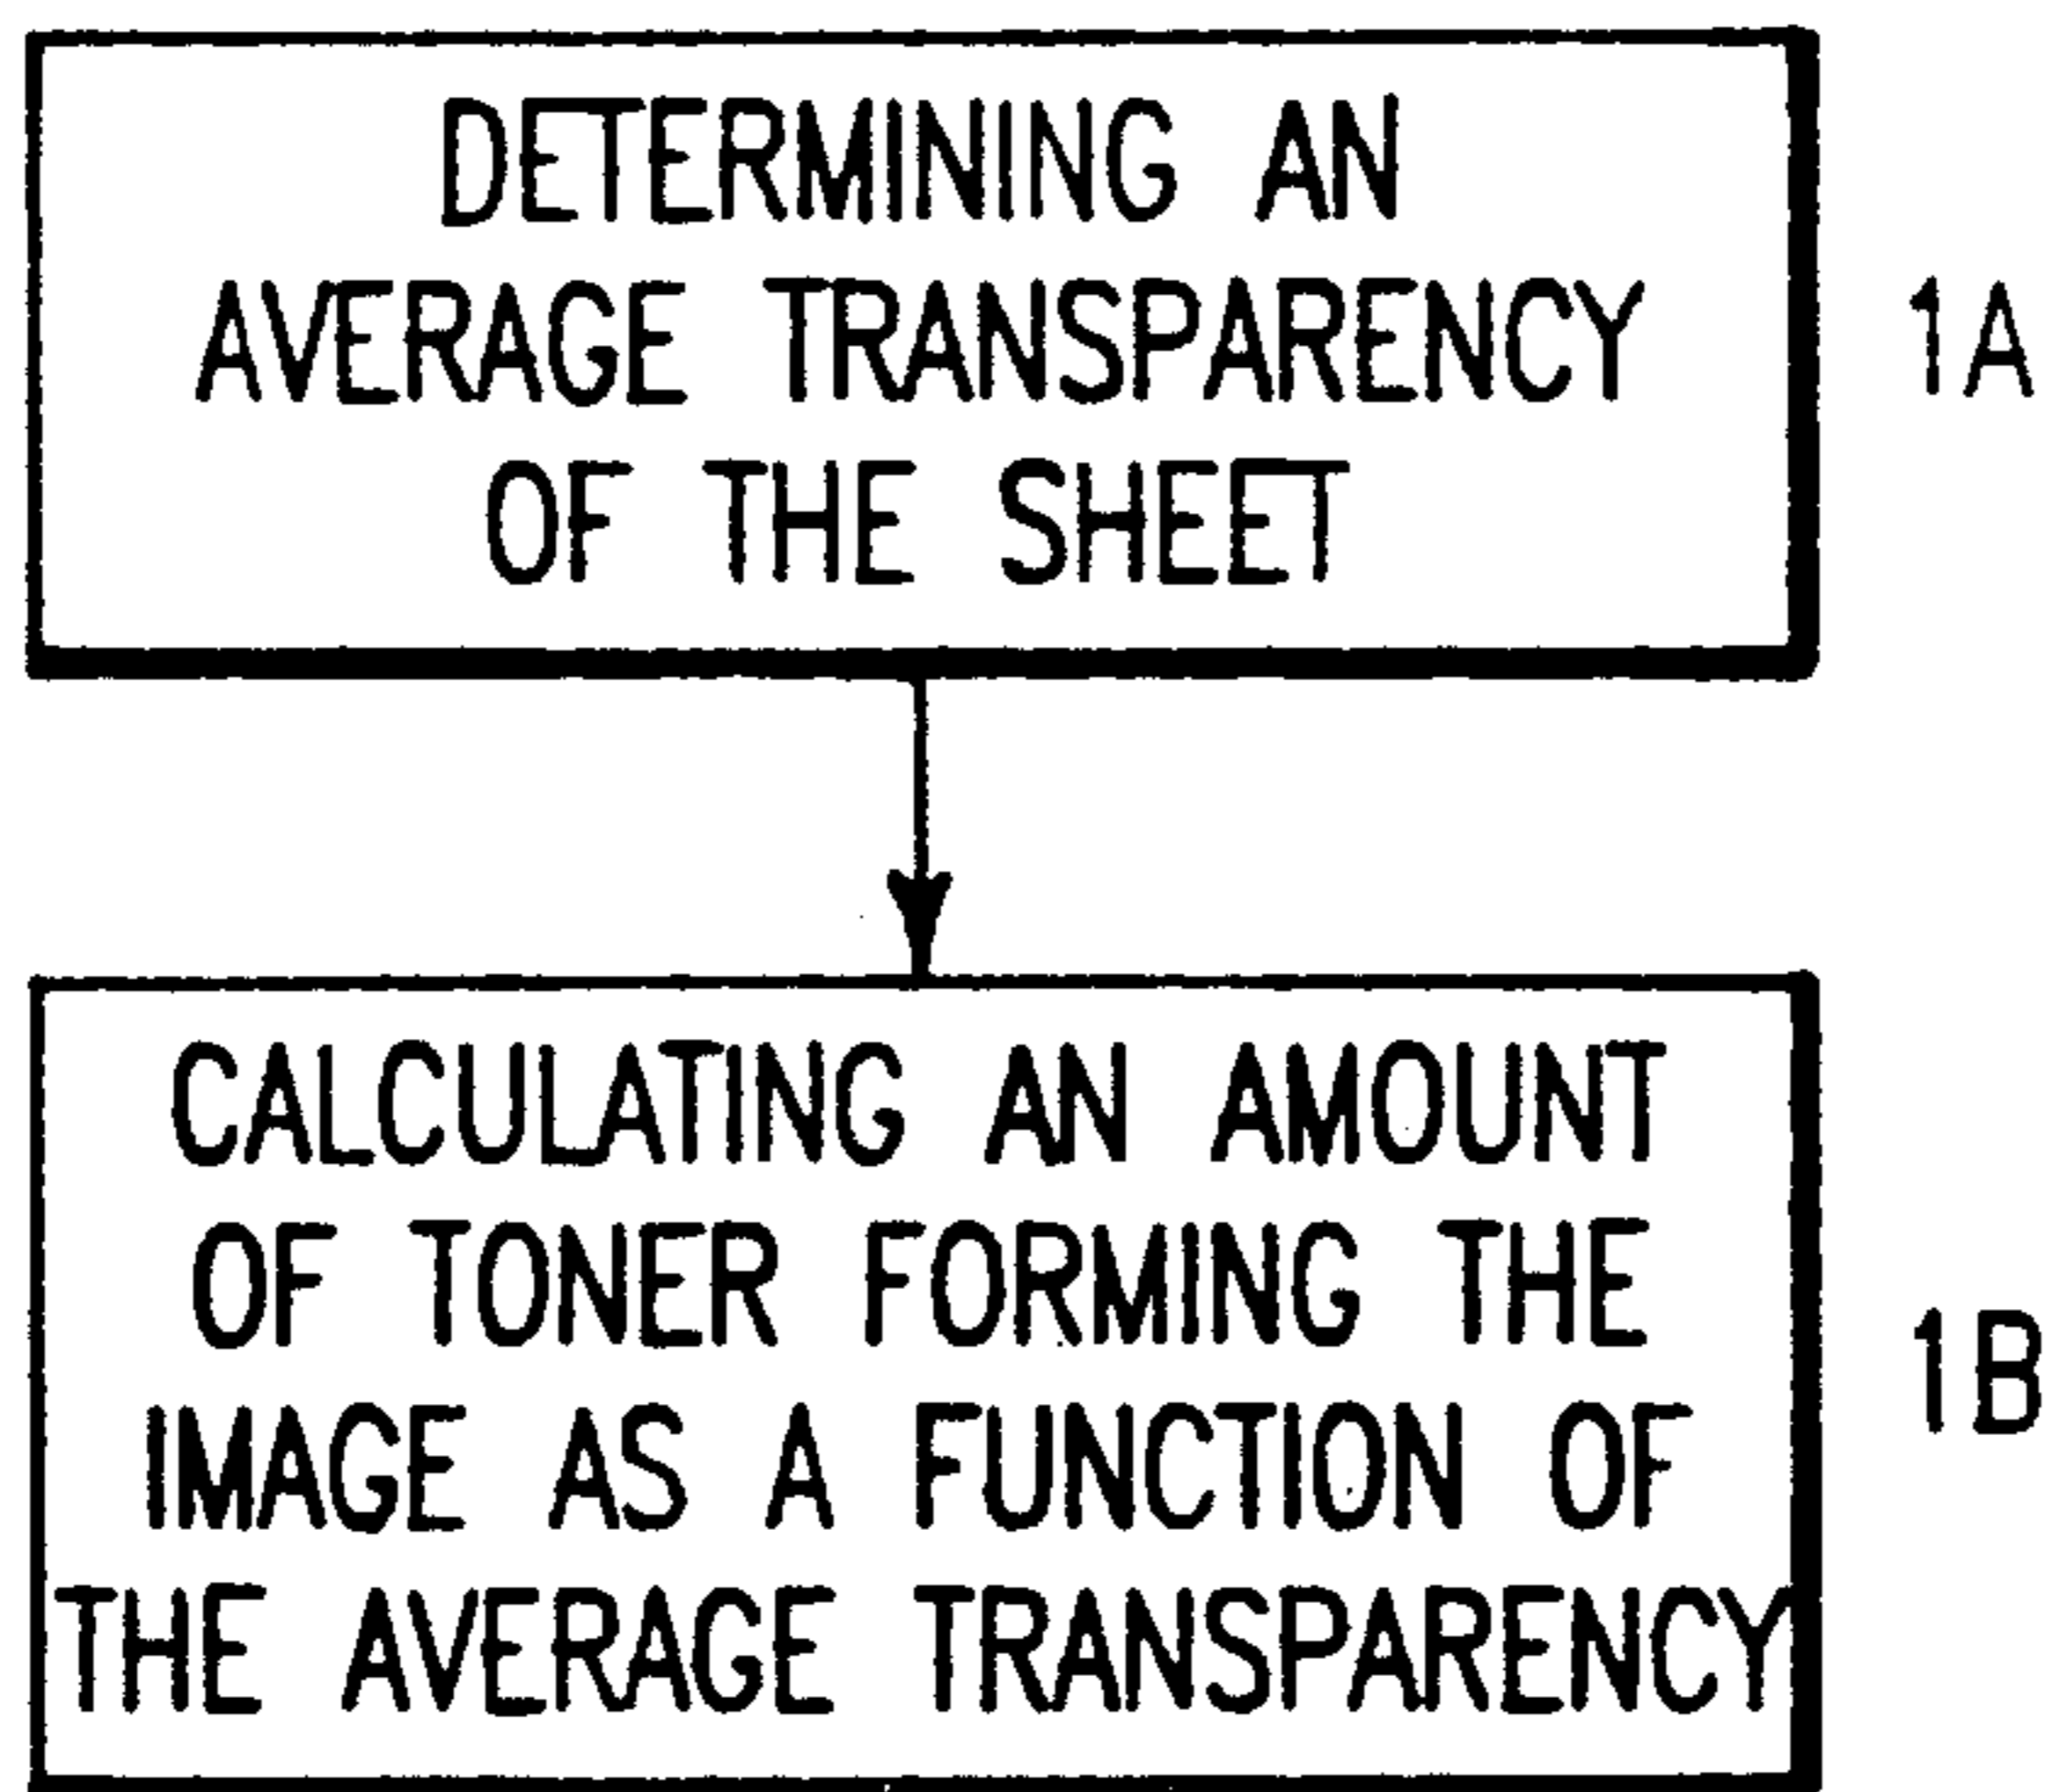 DETERMINING AN
AVERAGE TRANSPARENCY
OF THE SHEET
1A
CALCULATING AN AMOUNT
OF TONER FORMING THE
IMAGE AS A FUNCTION OF
THE AVERAGE TRANSPARENCY
1B